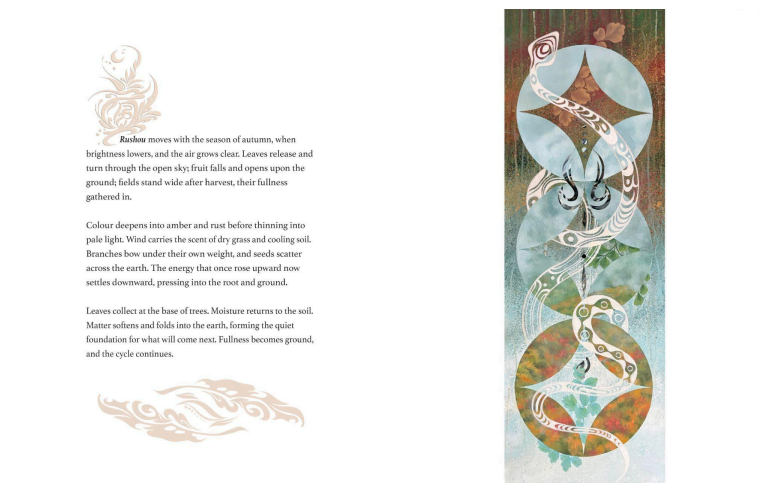 Rushou moves with the season of autumn, when
brightness lowers, and the air grows clear. Leaves release and
turn through the open sky; fruit falls and opens upon the
ground; fields stand wide after harvest, their fullness
gathered in.
Colour deepens into amber and rust before thinning into
pale light. Wind carries the scent of dry grass and cooling soil.
Branches bow under their own weight, and seeds scatter
across the earth. The energy that once rose upward now
settles downward, pressing into the root and ground.
Leaves collect at the base of trees. Moisture returns to the soil.
Matter softens and folds into the earth, forming the quiet
foundation for what will come next. Fullness becomes ground,
and the cycle continues.